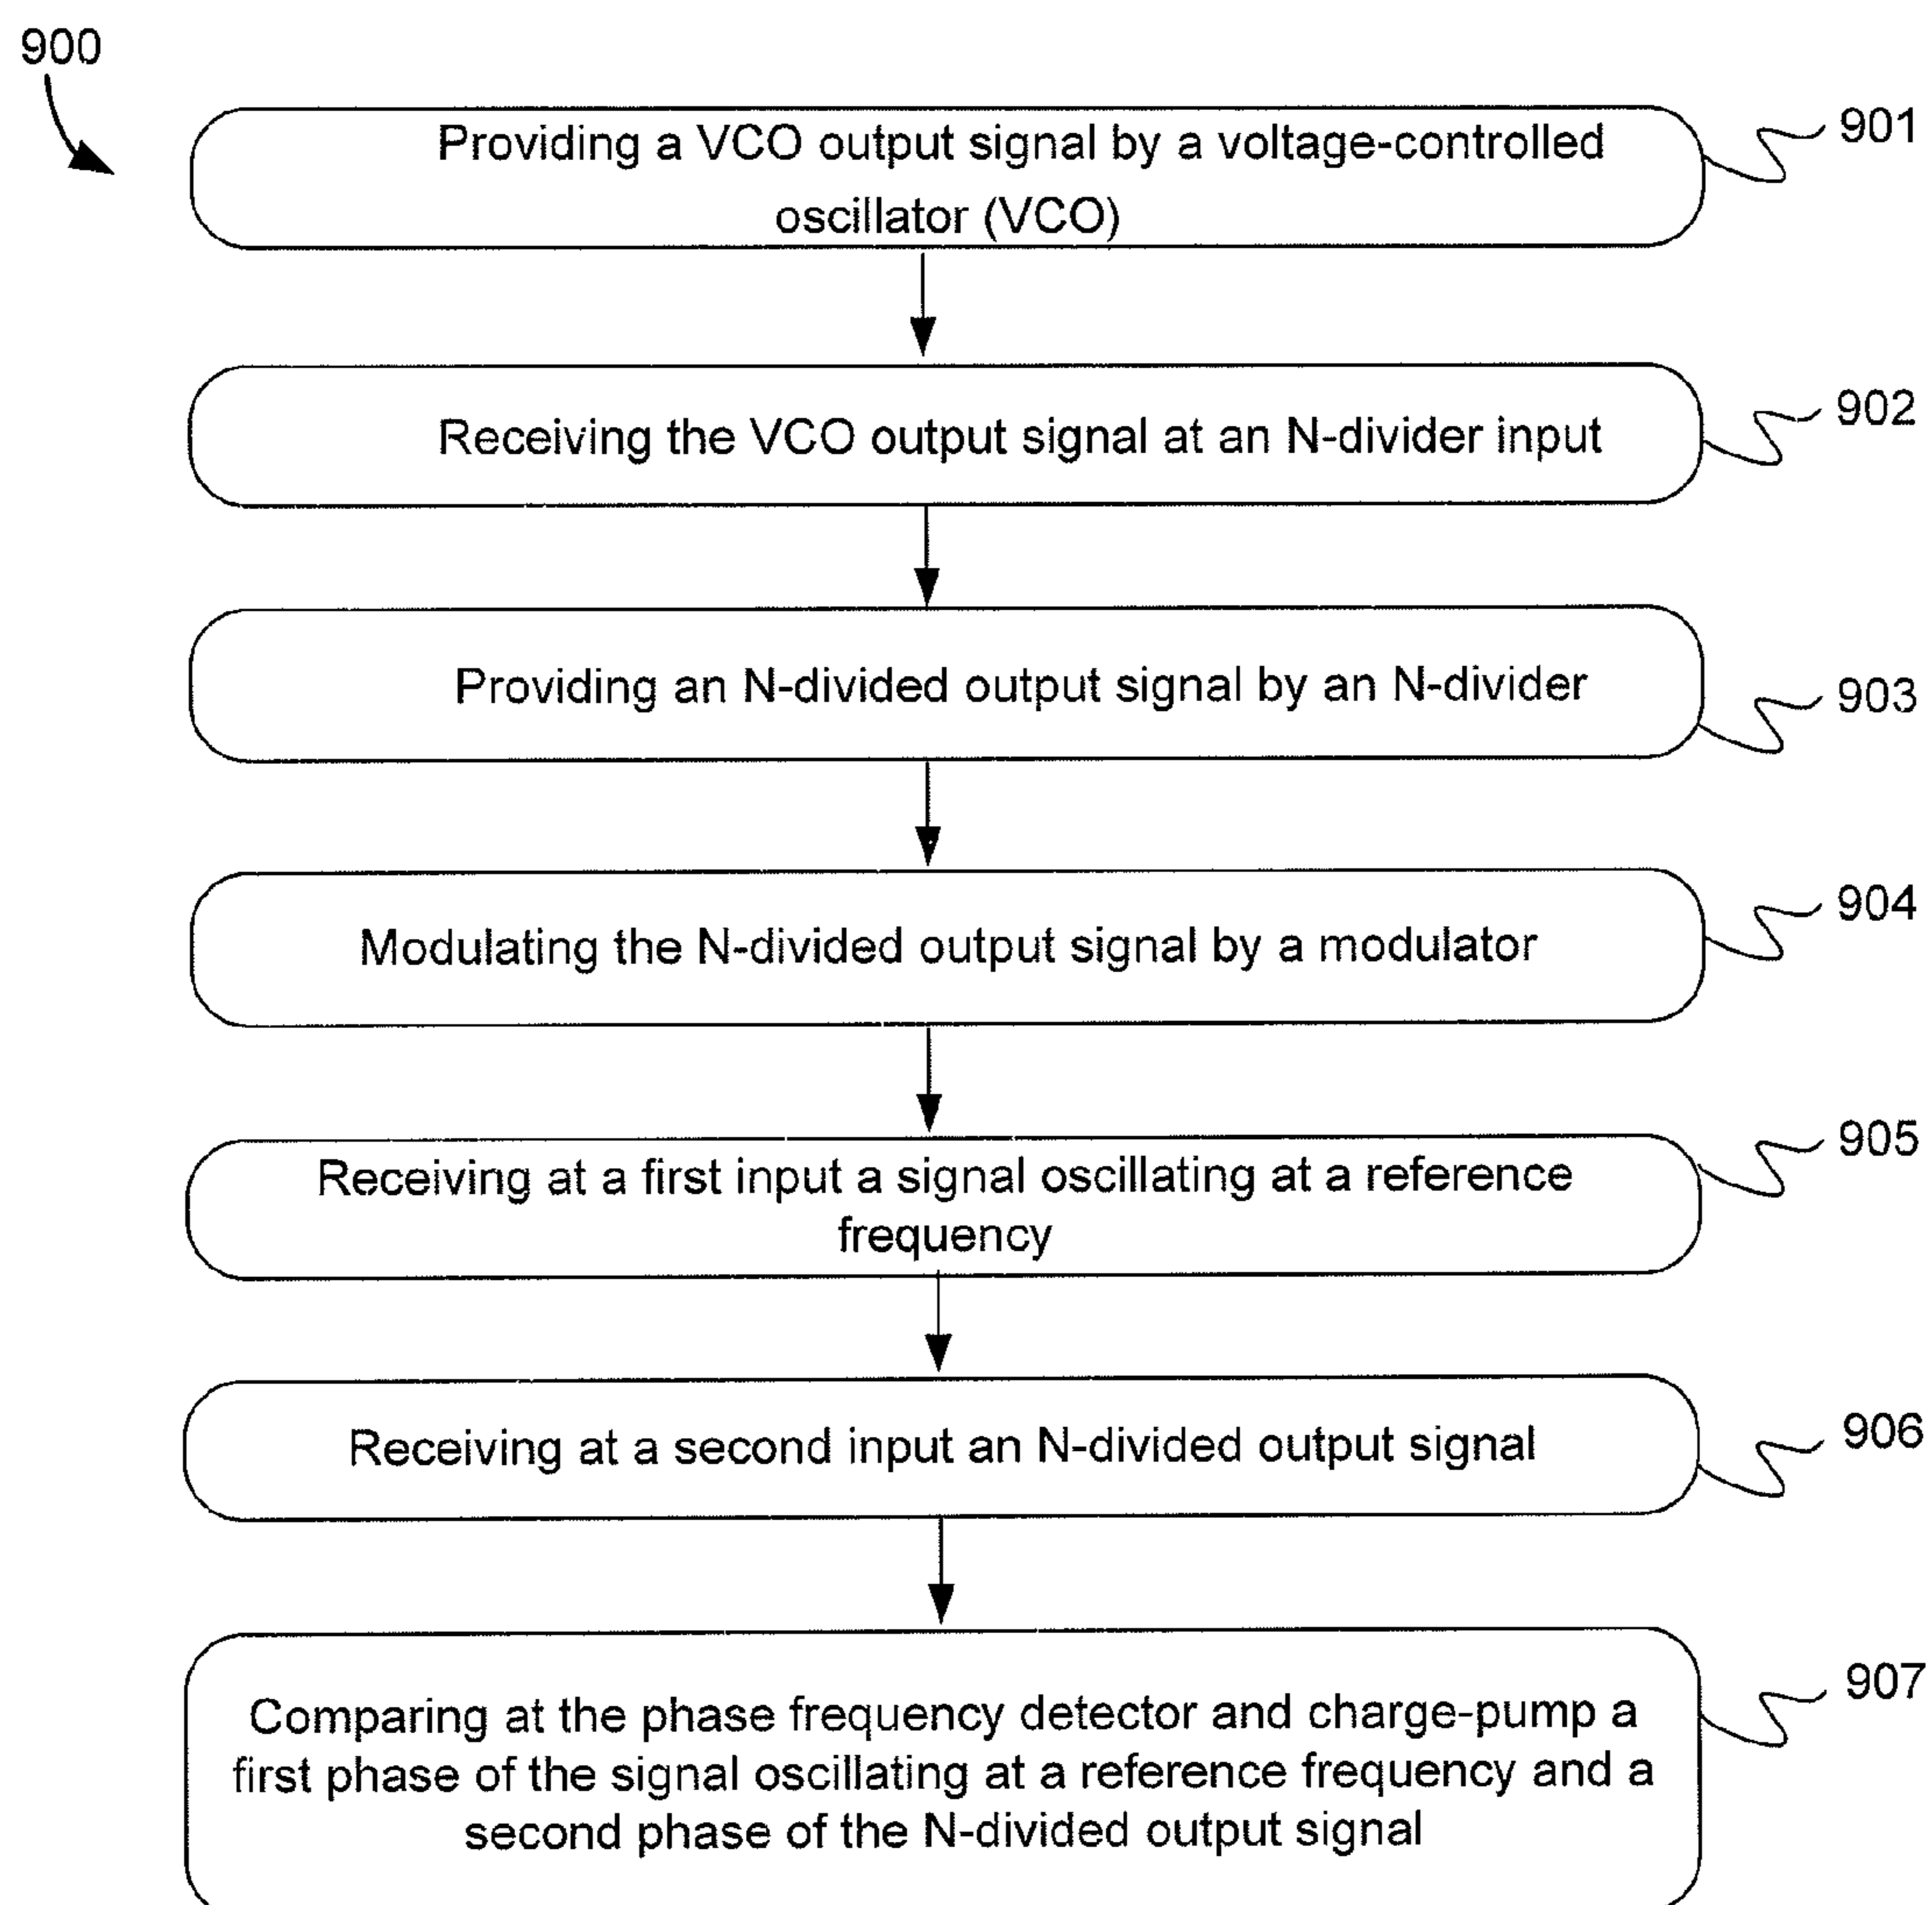 900
Providing a VCO output signal by a voltage-controlled
oscillator (VCO)
901
Receiving the VCO output signal at an N-divider input
902
Providing an N-divided output signal by an N-divider
903
Modulating the N-divided output signal by a modulator
904
Receiving at a first input a signal oscillating at a reference
frequency
905
Receiving at a second input an N-divided output signal
906
Comparing at the phase frequency detector and charge-pump a
first phase of the signal oscillating at a reference frequency and a
second phase of the N-divided output signal
907